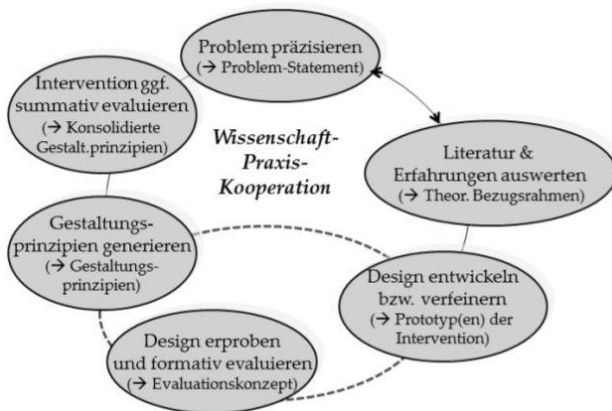 Problem präzisieren
(→ Problem-Statement)
Intervention ggf.
summativ evaluieren
(→ Konsolidierte
Gestalt.prinzipien)
Wissenschaft-
Praxis-
Kooperation
Literatur &
Erfahrungen auswerten
(→ Theor. Bezugsrahmen)
Gestaltungs-
prinzipien generieren
(→ Gestaltungs-
prinzipien)
Design entwickeln
bzw. verfeinern
(→ Prototyp(en) der
Intervention)
Design erproben
und formativ evaluieren
(→ Evaluationskonzept)